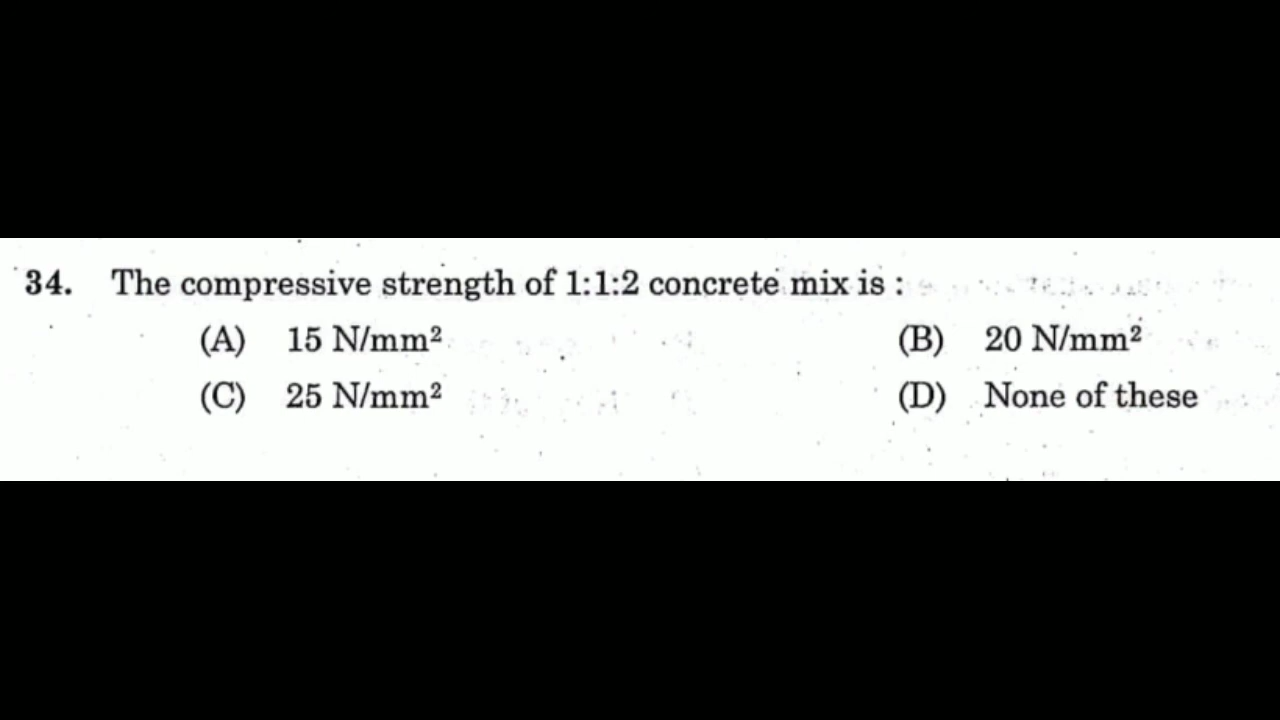 34. The compressive strength of 1:1:2 concrete mix is :
(A) 15 N/mm² (B) 20 N/mm²
(C) 25 N/mm² (D) None of these